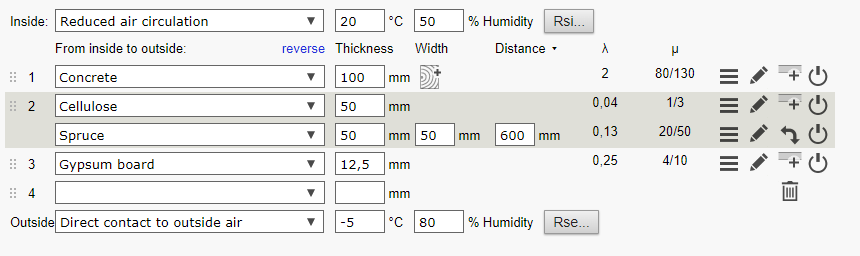 Inside: Reduced air circulation 20 °C 50 % Humidity Rsi...
From inside to outside: reverse Thickness Width Distance λ μ
1 Concrete 100 mm 2 80/130
2 Cellulose 50 mm 0,04 1/3
Spruce 50 mm 50 mm 600 mm 0,13 20/50
3 Gypsum board 12,5 mm 0,25 4/10
4 mm
Outside Direct contact to outside air -5 °C 80 % Humidity Rse...